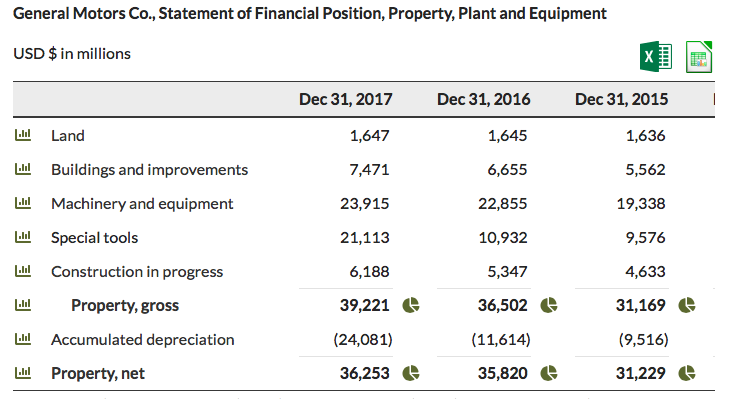 General Motors Co., Statement of Financial Position, Property, Plant and Equipment
USD $ in millions
Dec 31, 2017 Dec 31, 2016 Dec 31, 2015
Land 1,647 1,645 1,636
Buildings and improvements 7,471 6,655 5,562
Machinery and equipment 23,915 22,855 19,338
Special tools 21,113 10,932 9,576
Construction in progress 6,188 5,347 4,633
Property, gross 39,221 36,502 31,169
Accumulated depreciation (24,081) (11,614) (9,516)
Property, net 36,253 35,820 31,229